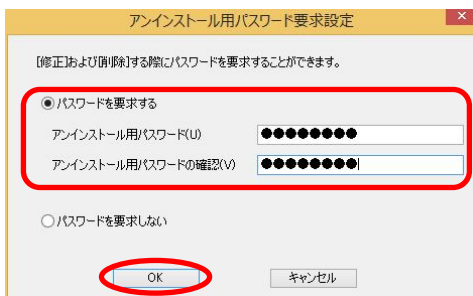 アンインストール用パスワード要求設定
[修正]および[削除]する際にパスワードを要求することができます。
パスワードを要求する
アンインストール用パスワード(U)
●●●●●●●●
アンインストール用パスワードの確認(V)
●●●●●●●●
パスワードを要求しない
OK
キャンセル